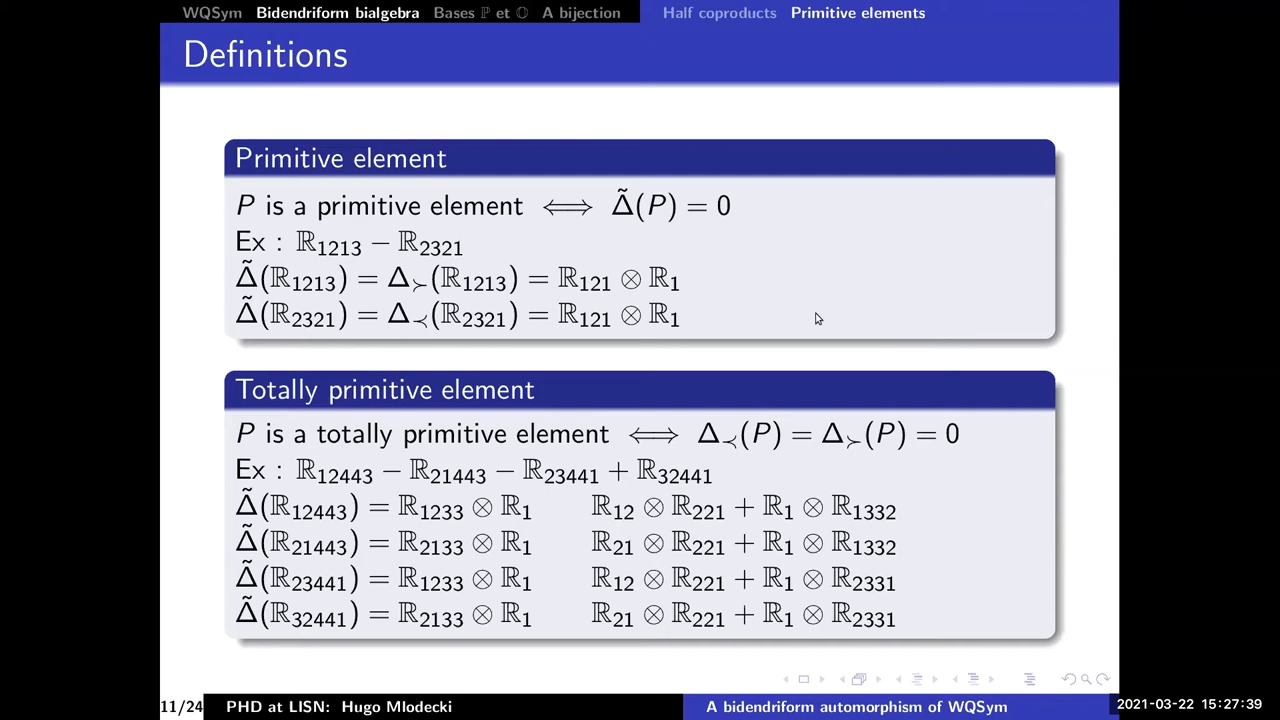 WQSym Bidendriform bialgebra Bases ℙ et 𝕆 A bijection Half coproducts Primitive elements
Definitions
Primitive element
P is a primitive element ⟺ Δ̃(P) = 0
Ex : ℝ₁₂₁₃ − ℝ₂₃₂₁
Δ̃(ℝ₁₂₁₃) = Δ≻(ℝ₁₂₁₃) = ℝ₁₂₁ ⊗ ℝ₁
Δ̃(ℝ₂₃₂₁) = Δ≺(ℝ₂₃₂₁) = ℝ₁₂₁ ⊗ ℝ₁
Totally primitive element
P is a totally primitive element ⟺ Δ≺(P) = Δ≻(P) = 0
Ex : ℝ₁₂₄₄₃ − ℝ₂₁₄₄₃ − ℝ₂₃₄₄₁ + ℝ₃₂₄₄₁
Δ̃(ℝ₁₂₄₄₃) = ℝ₁₂₃₃ ⊗ ℝ₁ ℝ₁₂ ⊗ ℝ₂₂₁ + ℝ₁ ⊗ ℝ₁₃₃₂
Δ̃(ℝ₂₁₄₄₃) = ℝ₂₁₃₃ ⊗ ℝ₁ ℝ₂₁ ⊗ ℝ₂₂₁ + ℝ₁ ⊗ ℝ₁₃₃₂
Δ̃(ℝ₂₃₄₄₁) = ℝ₁₂₃₃ ⊗ ℝ₁ ℝ₁₂ ⊗ ℝ₂₂₁ + ℝ₁ ⊗ ℝ₂₃₃₁
Δ̃(ℝ₃₂₄₄₁) = ℝ₂₁₃₃ ⊗ ℝ₁ ℝ₂₁ ⊗ ℝ₂₂₁ + ℝ₁ ⊗ ℝ₂₃₃₁
11/24 PHD at LISN: Hugo Mlodecki A bidendriform automorphism of WQSym 2021-03-22 15:27:39